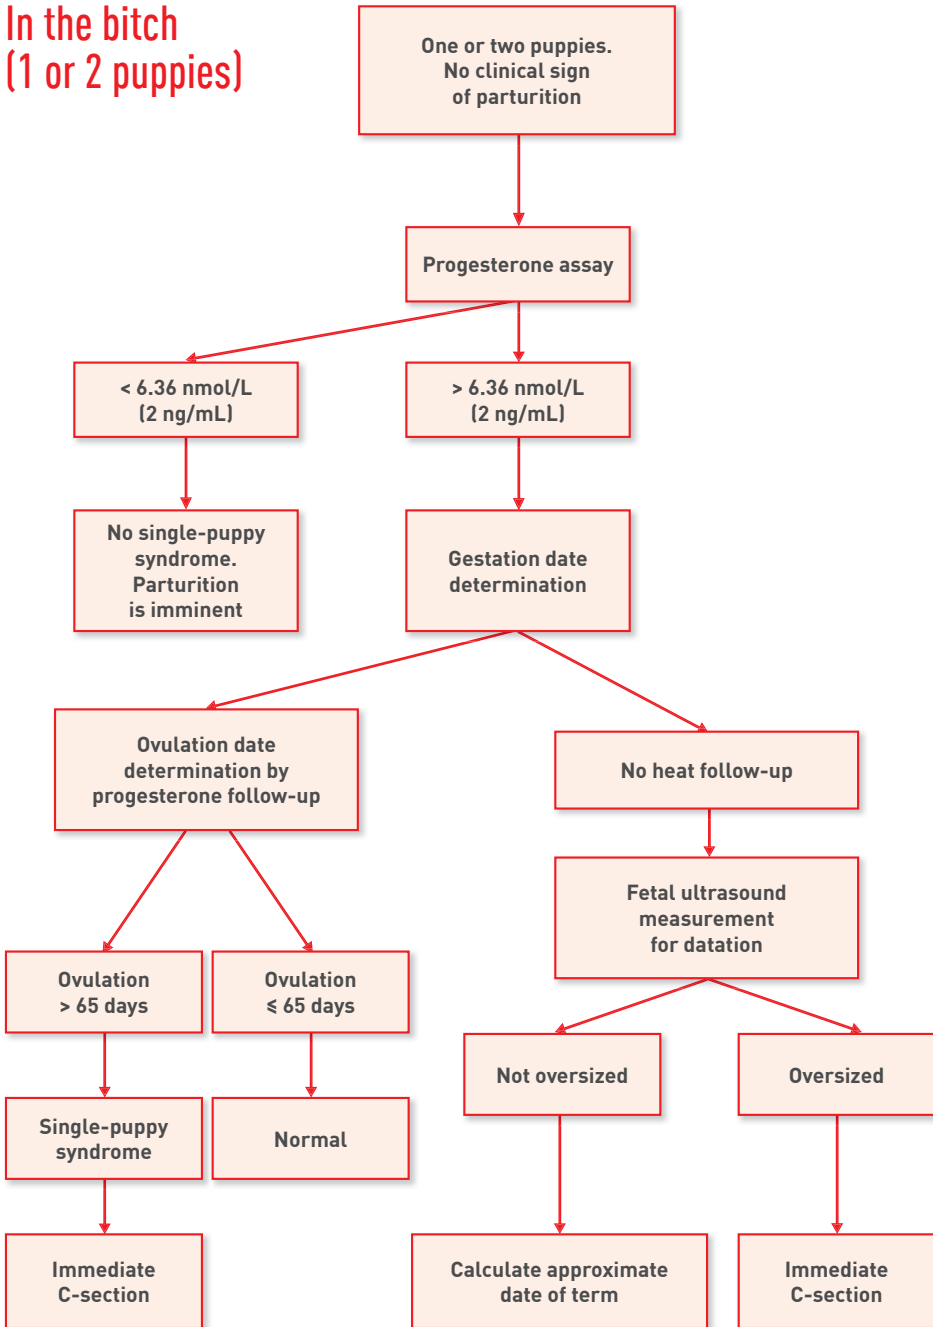 In the bitch
(1 or 2 puppies)
One or two puppies.
No clinical sign
of parturition
Progesterone assay
< 6.36 nmol/L
(2 ng/mL)
> 6.36 nmol/L
(2 ng/mL)
No single-puppy
syndrome.
Parturition
is imminent
Gestation date
determination
Ovulation date
determination by
progesterone follow-up
No heat follow-up
Fetal ultrasound
measurement
for datation
Ovulation
> 65 days
Ovulation
≤ 65 days
Not oversized
Oversized
Single-puppy
syndrome
Normal
Immediate
C-section
Calculate approximate
date of term
Immediate
C-section